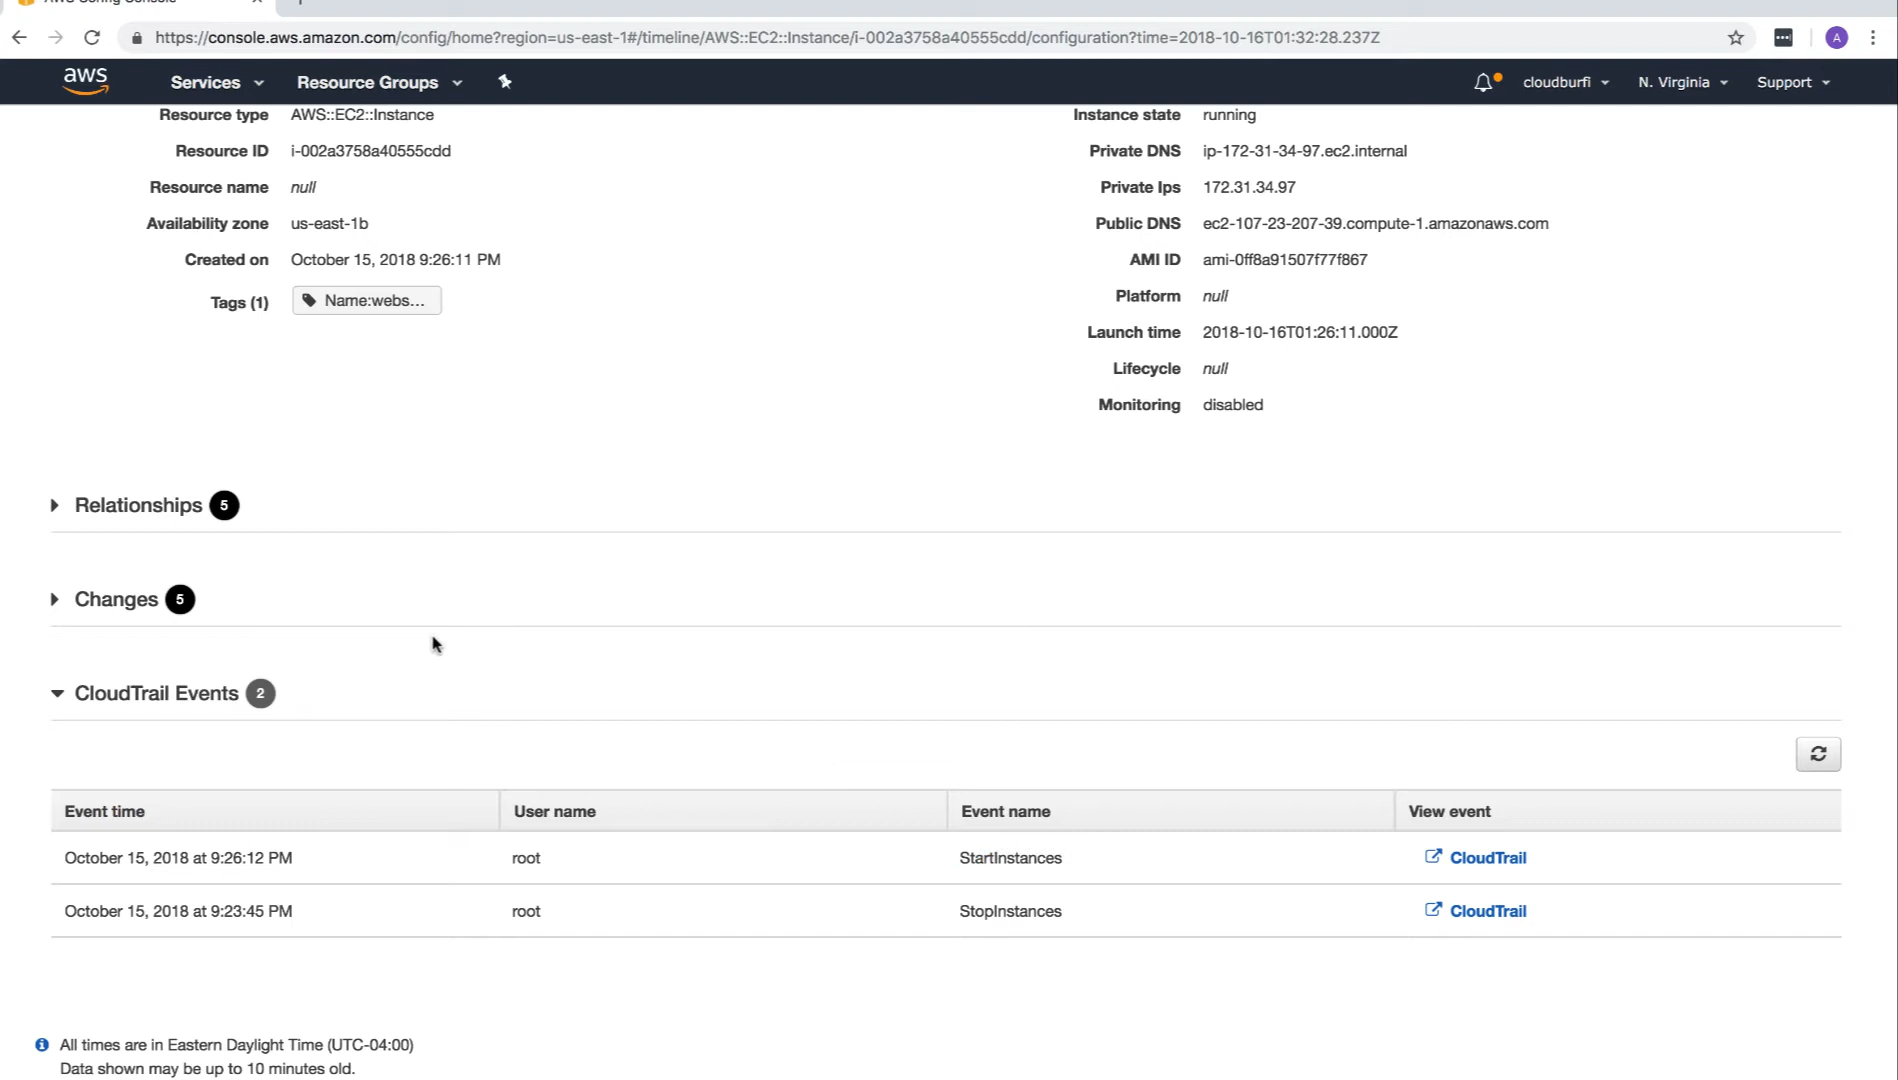 AWS Config Console
https://console.aws.amazon.com/config/home?region=us-east-1#/timeline/AWS::EC2::Instance/i-002a3758a40555cdd/configuration?time=2018-10-16T01:32:28.237Z
A
aws Services Resource Groups cloudburfi N. Virginia Support
Resource type AWS::EC2::Instance
Resource ID i-002a3758a40555cdd
Resource name null
Availability zone us-east-1b
Created on October 15, 2018 9:26:11 PM
Tags (1) Name:webs...
Instance state running
Private DNS ip-172-31-34-97.ec2.internal
Private Ips 172.31.34.97
Public DNS ec2-107-23-207-39.compute-1.amazonaws.com
AMI ID ami-0ff8a91507f77f867
Platform null
Launch time 2018-10-16T01:26:11.000Z
Lifecycle null
Monitoring disabled
Relationships 5
Changes 5
CloudTrail Events 2
Event time User name Event name View event
October 15, 2018 at 9:26:12 PM root StartInstances CloudTrail
October 15, 2018 at 9:23:45 PM root StopInstances CloudTrail
All times are in Eastern Daylight Time (UTC-04:00)
Data shown may be up to 10 minutes old.